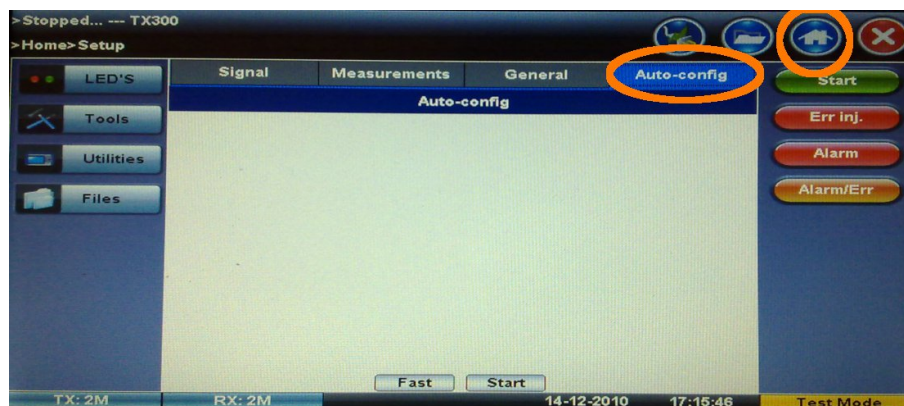 >Stopped... --- TX300
>Home>Setup
LED'S
Tools
Utilities
Files
Signal Measurements General Auto-config
Auto-config
Fast Start
Start
Err inj.
Alarm
Alarm/Err
TX: 2M RX: 2M 14-12-2010 17:15:46 Test Mode